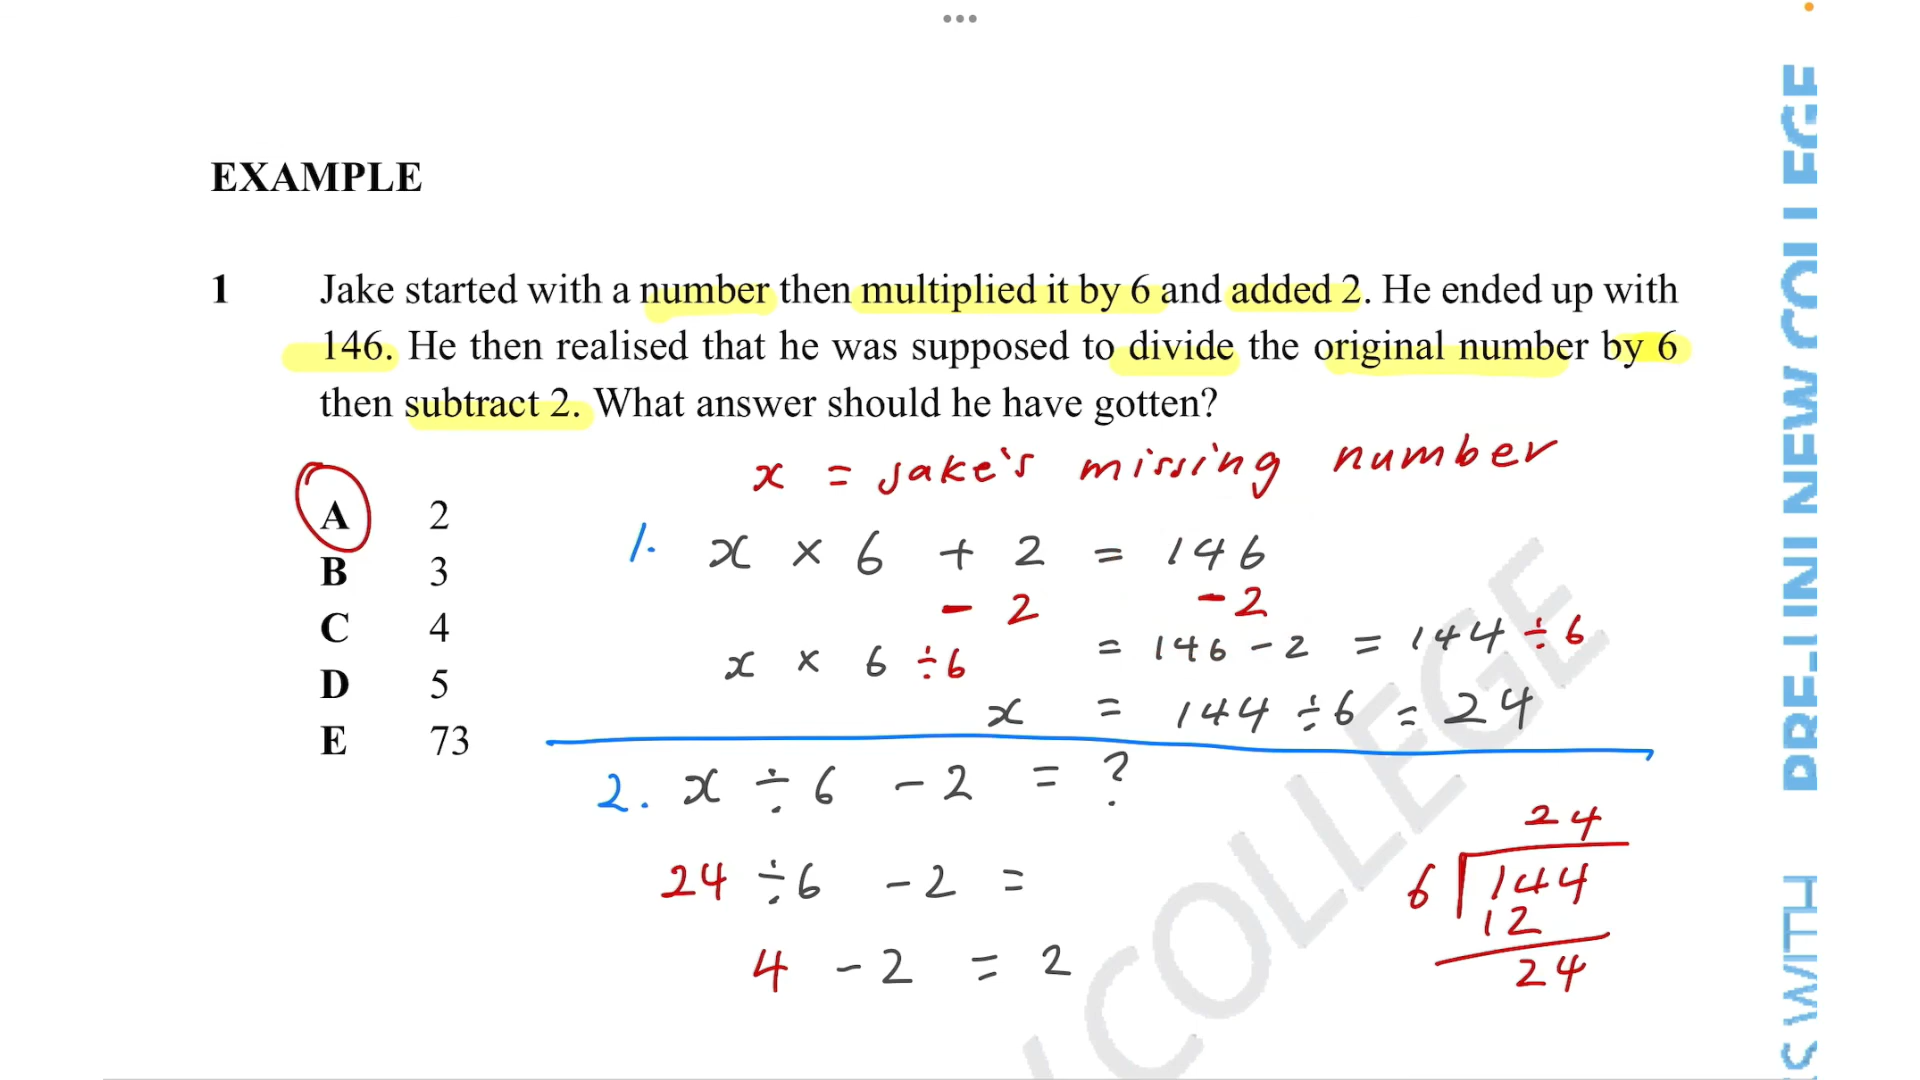 EXAMPLE
1 Jake started with a number then multiplied it by 6 and added 2. He ended up with
146. He then realised that he was supposed to divide the original number by 6
then subtract 2. What answer should he have gotten?
x = Jake's missing number
A 2
B 3
C 4
D 5
E 73
1. x × 6 + 2 = 146
- 2 - 2
x × 6 ÷6 = 146 - 2 = 144 ÷ 6
x = 144 ÷ 6 = 24
2. x ÷ 6 - 2 = ?
24 ÷ 6 - 2 =
4 - 2 = 2
24
6 144
12
24
COLLEGE
NEW COLLEGE
WITH